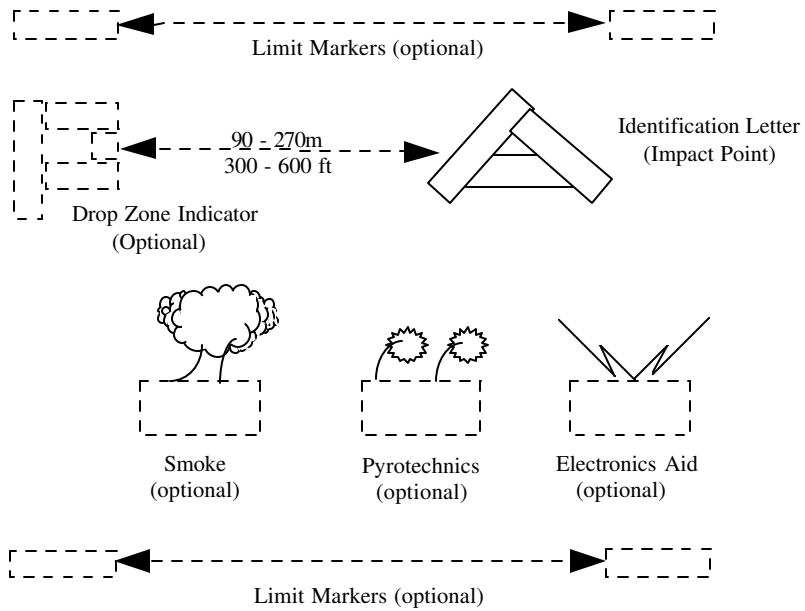 Limit Markers (optional)
90 - 270m
300 - 600 ft
Identification Letter
(Impact Point)
Drop Zone Indicator
(Optional)
Smoke
(optional)
Pyrotechnics
(optional)
Electronics Aid
(optional)
Limit Markers (optional)